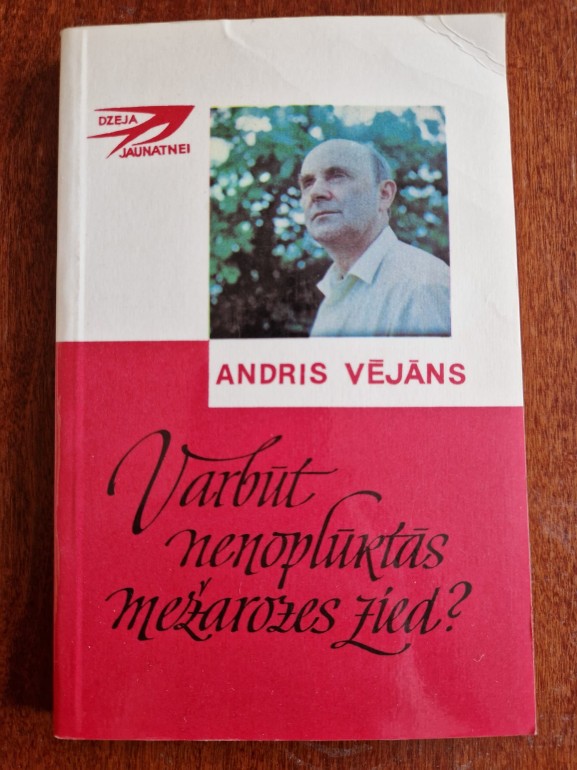 DZEJA
JAUNATNEI
ANDRIS VĒJĀNS
Varbūt
nenoplūktās
mežarozes zied?